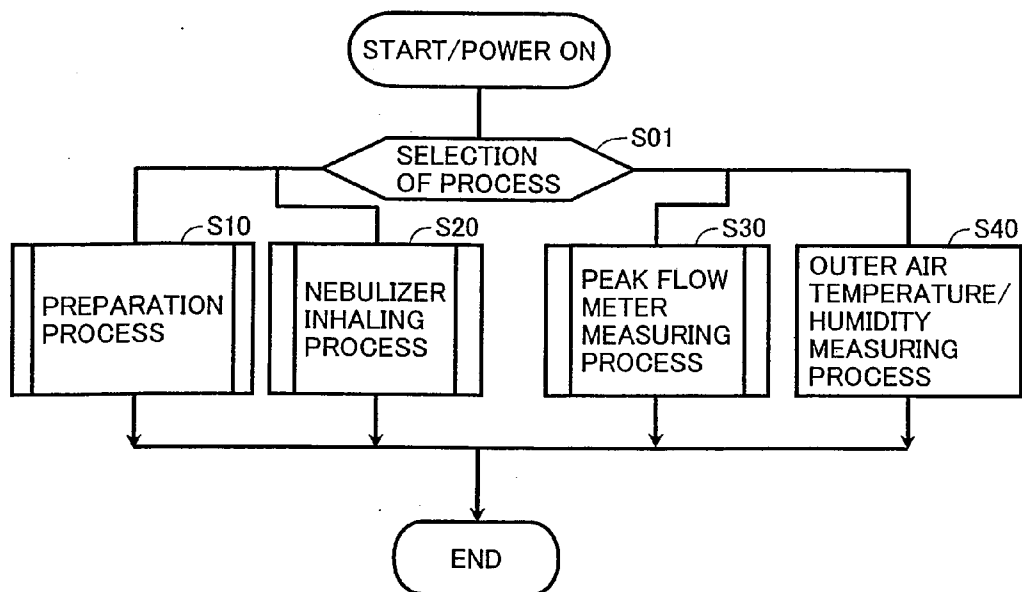 START/POWER ON
S01
SELECTION
OF PROCESS
S10
PREPARATION
PROCESS
S20
NEBULIZER
INHALING
PROCESS
S30
PEAK FLOW
METER
MEASURING
PROCESS
S40
OUTER AIR
TEMPERATURE/
HUMIDITY
MEASURING
PROCESS
END